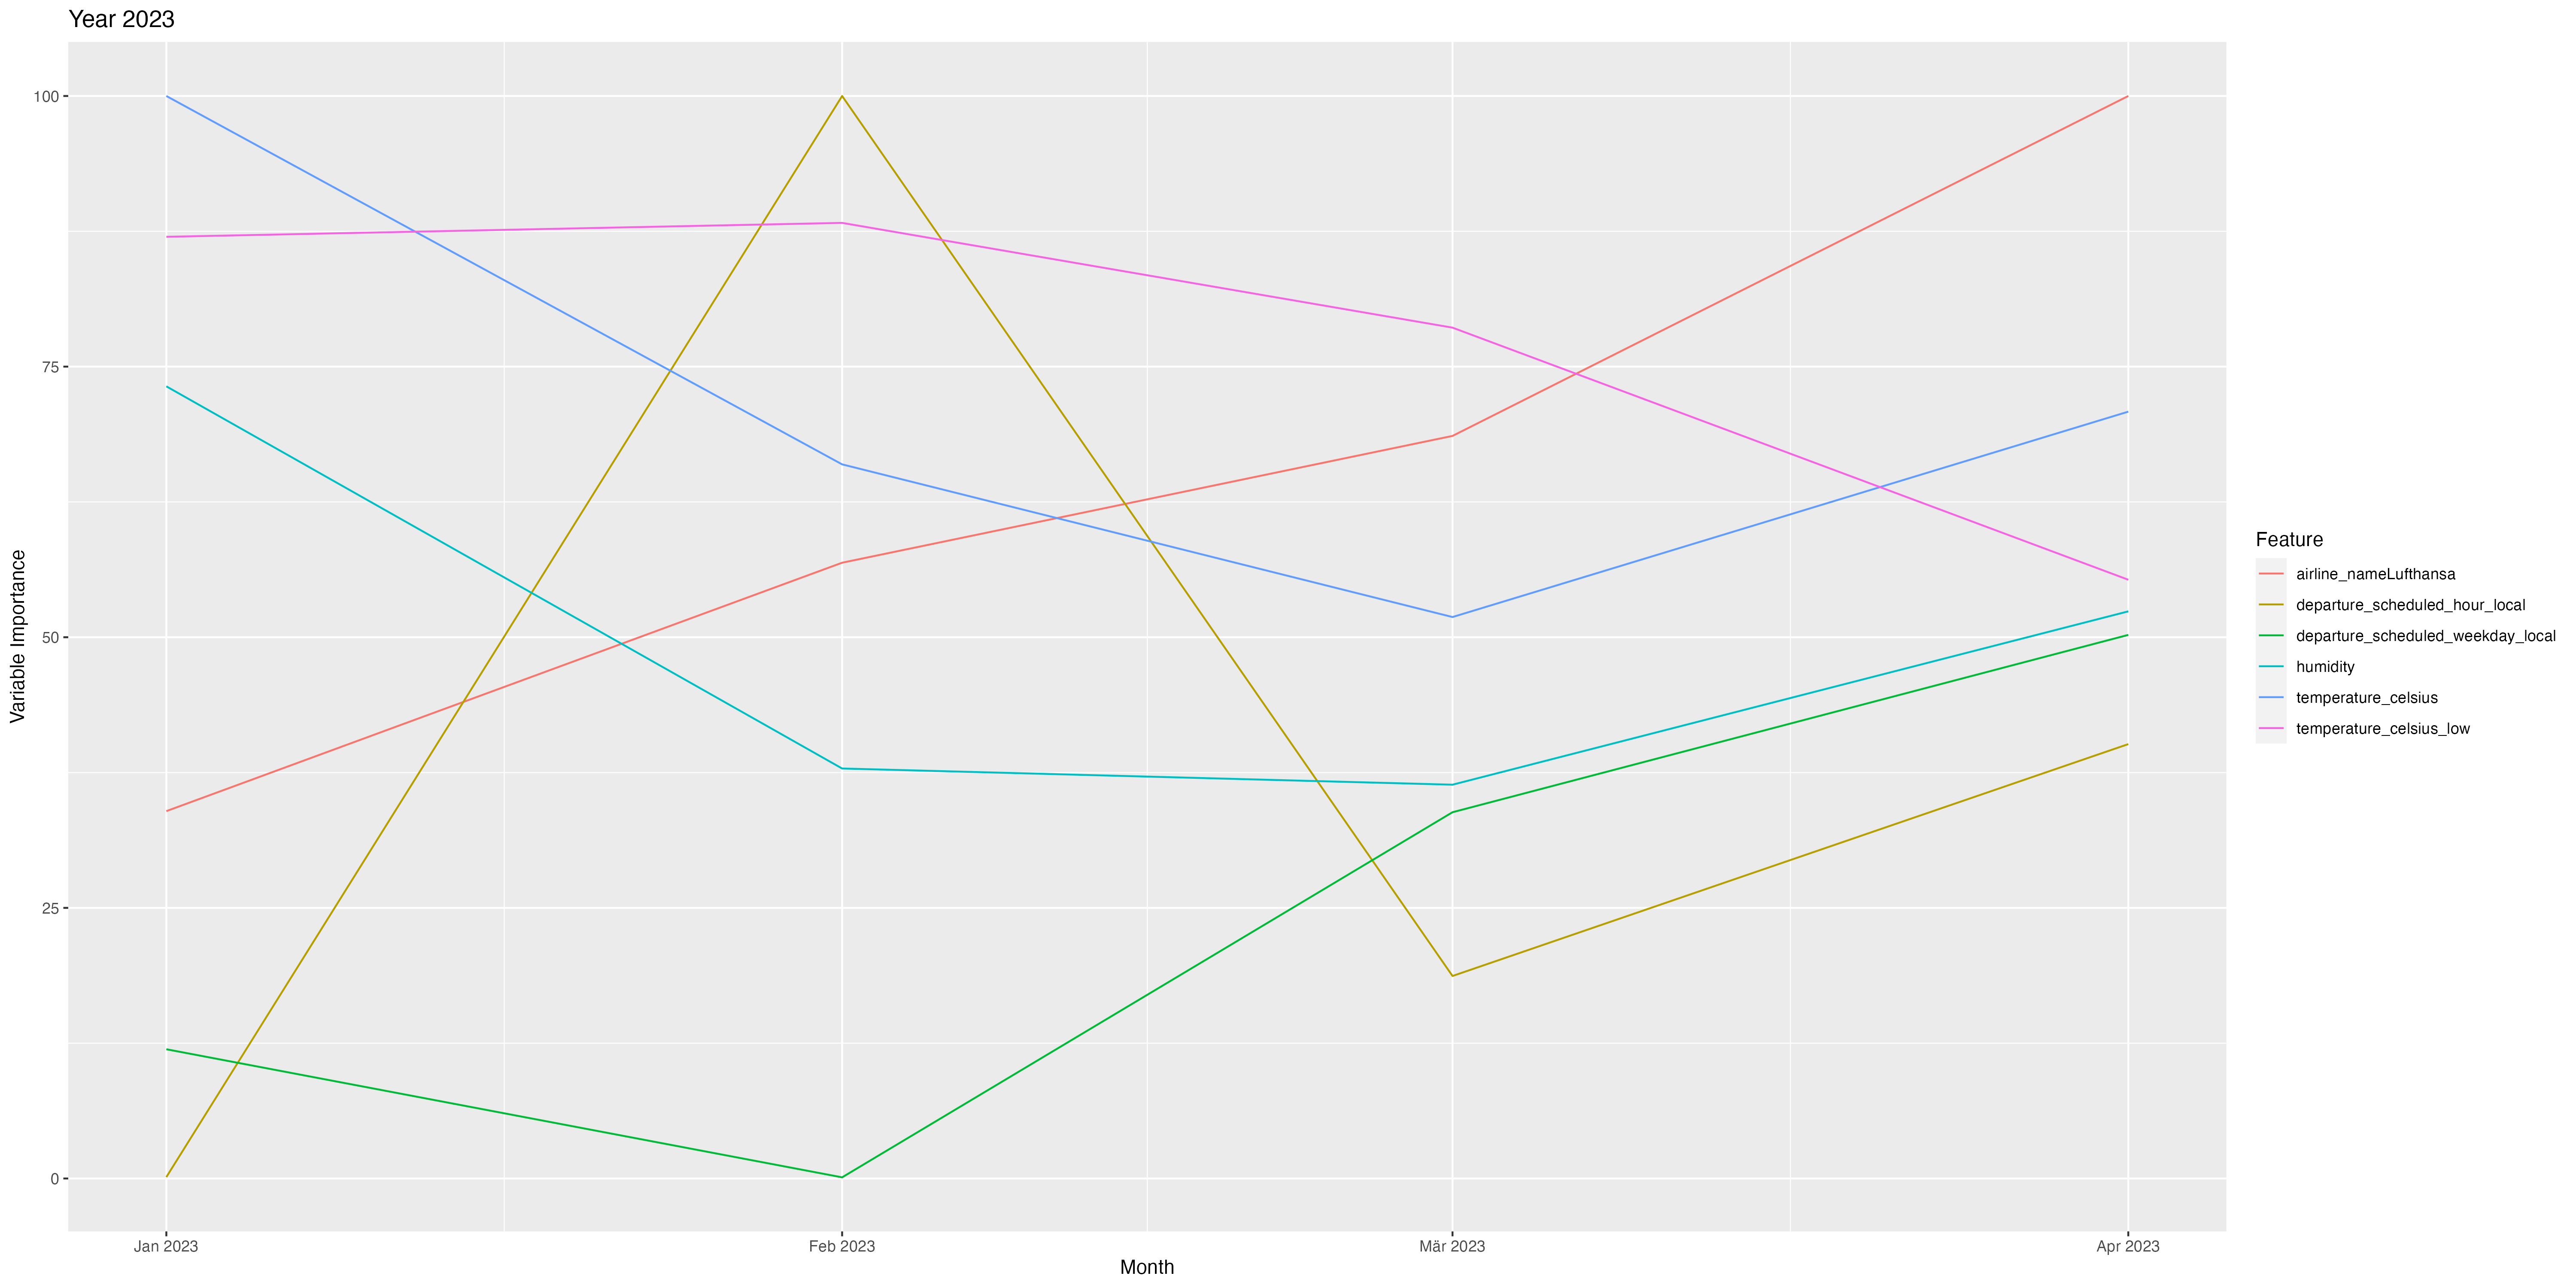 Year 2023
Variable Importance
100
75
50
25
0
Jan 2023
Feb 2023
Mär 2023
Apr 2023
Month
Feature
airline_nameLufthansa
departure_scheduled_hour_local
departure_scheduled_weekday_local
humidity
temperature_celsius
temperature_celsius_low